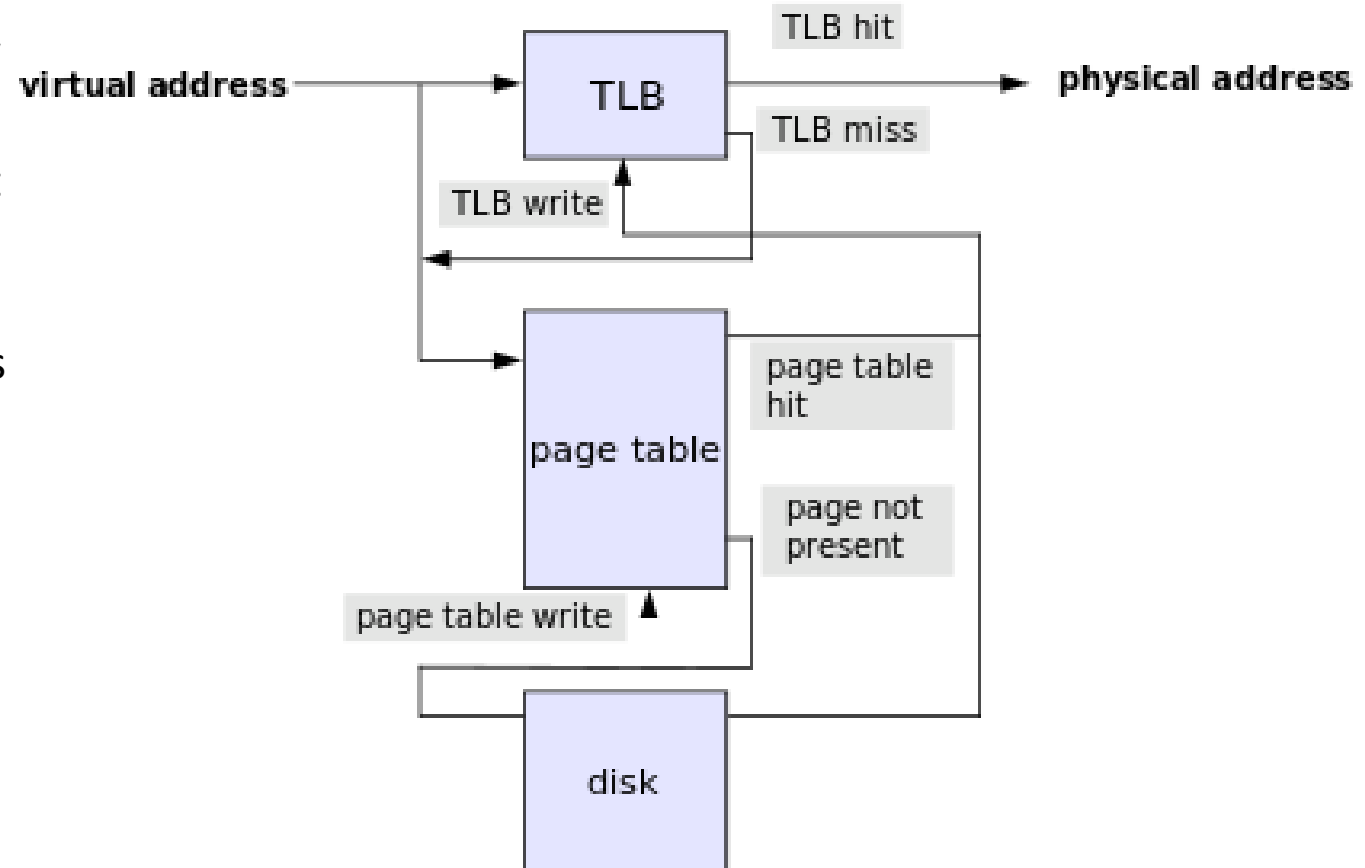 TLB hit
virtual address
TLB
physical address
TLB miss
TLB write
s
page table
hit
page table
page not
present
page table write
disk